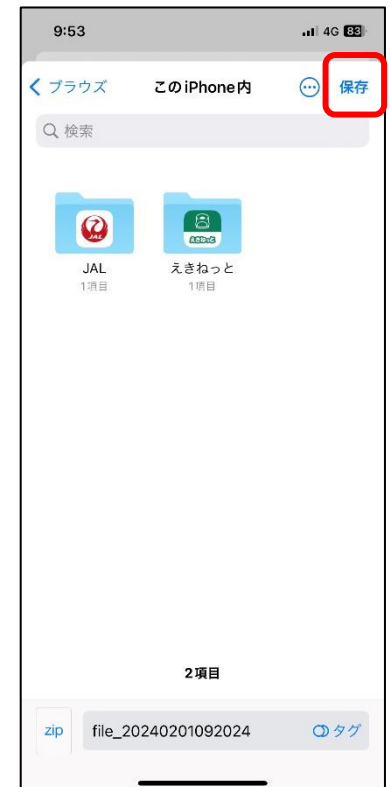 9:53 4G 83
ブラウズ このiPhone内 保存
検索
JAL えきねっと
1項目 1項目
2項目
zip file_20240201092024 タグ